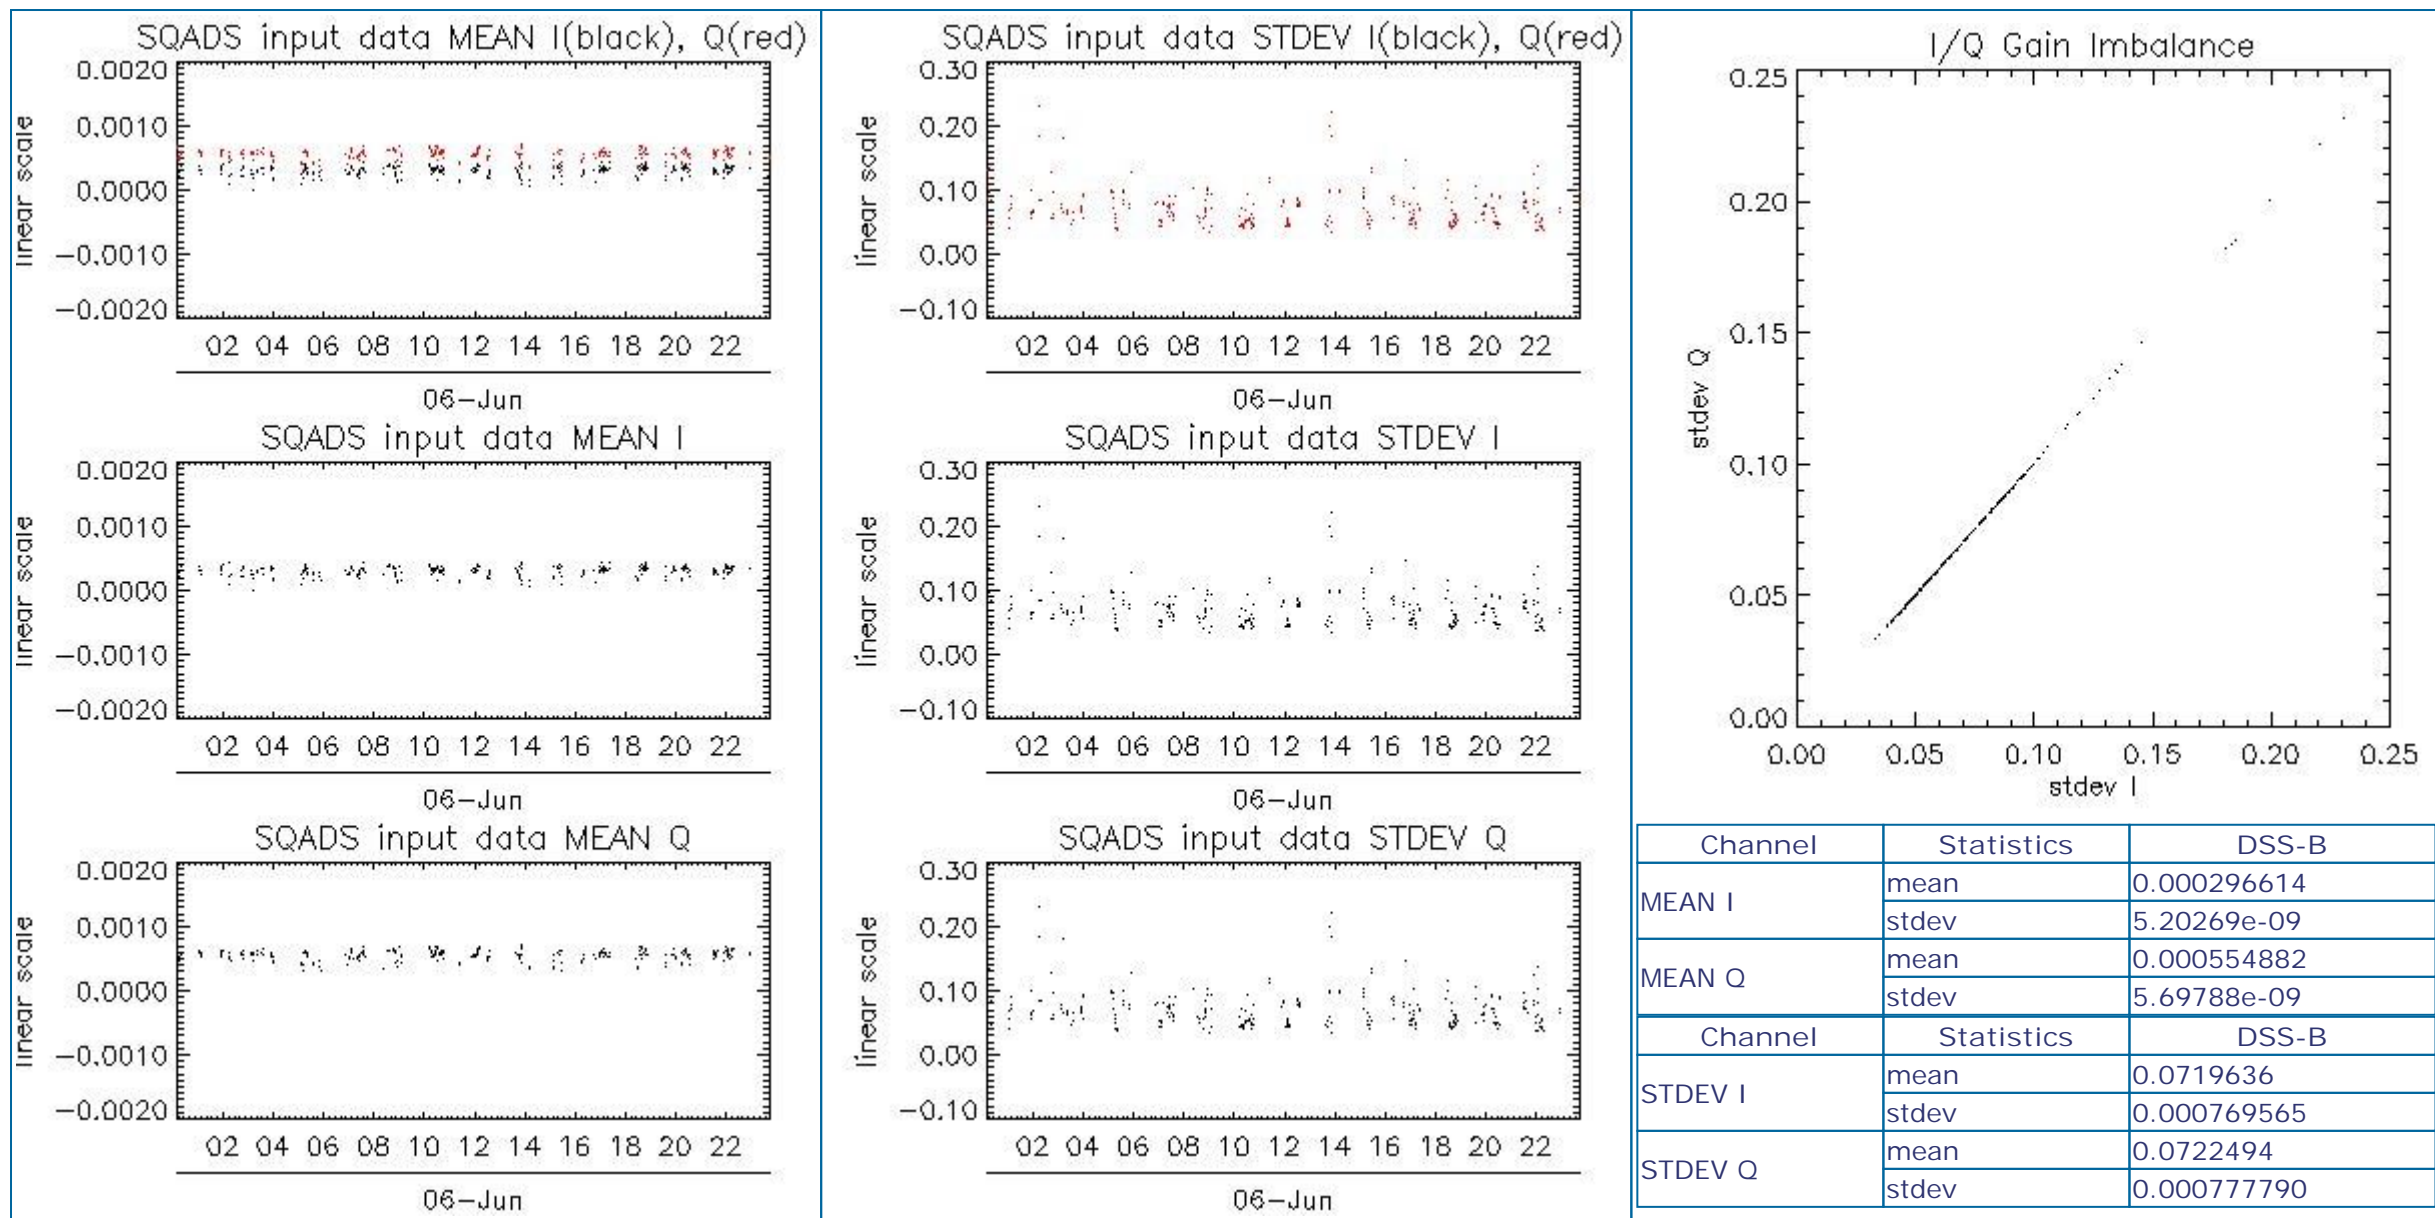 SQADS input data MEAN I(black), Q(red)
linear scale
0.0020
0.0010
0.0000
-0.0010
-0.0020
02 04 06 08 10 12 14 16 18 20 22
06-Jun
SQADS input data MEAN I
linear scale
0.0020
0.0010
0.0000
-0.0010
-0.0020
02 04 06 08 10 12 14 16 18 20 22
06-Jun
SQADS input data MEAN Q
linear scale
0.0020
0.0010
0.0000
-0.0010
-0.0020
02 04 06 08 10 12 14 16 18 20 22
06-Jun
SQADS input data STDEV I(black), Q(red)
linear scale
0.30
0.20
0.10
0.00
-0.10
02 04 06 08 10 12 14 16 18 20 22
06-Jun
SQADS input data STDEV I
linear scale
0.30
0.20
0.10
0.00
-0.10
02 04 06 08 10 12 14 16 18 20 22
06-Jun
SQADS input data STDEV Q
linear scale
0.30
0.20
0.10
0.00
-0.10
02 04 06 08 10 12 14 16 18 20 22
06-Jun
I/Q Gain Imbalance
stdev Q
0.25
0.20
0.15
0.10
0.05
0.00
0.00 0.05 0.10 0.15 0.20 0.25
stdev I
Channel Statistics DSS-B
MEAN I
mean 0.000296614
stdev 5.20269e-09
MEAN Q
mean 0.000554882
stdev 5.69788e-09
Channel Statistics DSS-B
STDEV I
mean 0.0719636
stdev 0.000769565
STDEV Q
mean 0.0722494
stdev 0.000777790